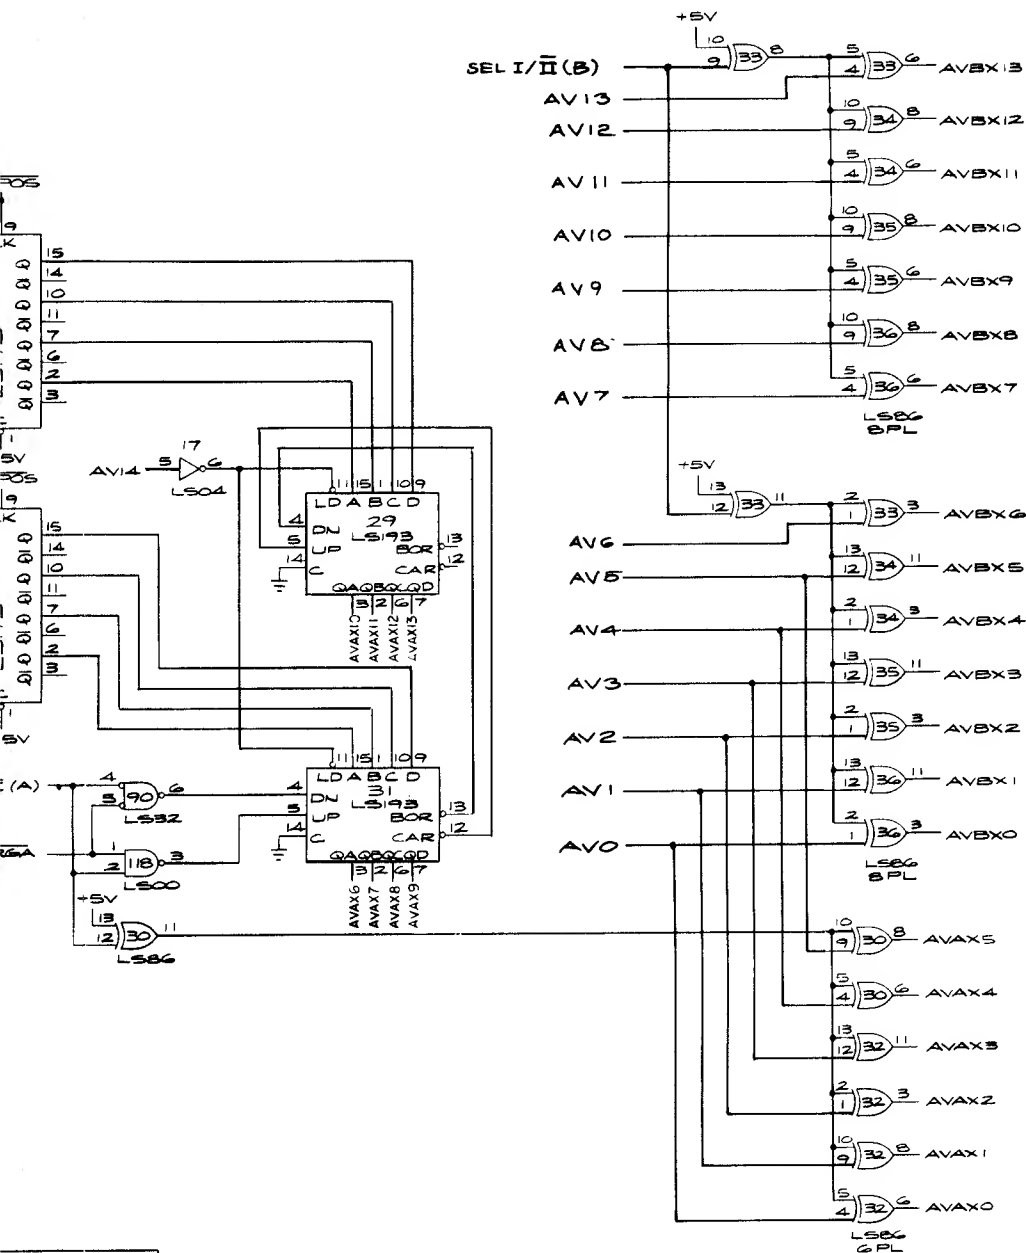 +5V
10
9
33
8
SEL I/II(B)
5
4
33
6
AVBX13
AV13
10
9
34
8
AVBX12
AV12
5
4
34
6
AVBX11
AV11
10
9
35
8
AVBX10
AV10
5
4
35
6
AVBX9
AV9
10
9
36
8
AVBX8
AV8
5
4
36
6
AVBX7
AV7
LS86
8PL
POS
9
K
Q 15
Q 14
Q 10
Q 11
Q 7
Q 6
Q 2
Q 3
1
5V
AV14
5
17
6
LS04
11 15 1 10 9
LD A B C D
4 DN
29
LS193
5 UP
BOR 13
14 C
CAR 12
QA QB QC QD
3 2 6 7
AVAX10
AVAX11
AVAX12
AVAX13
POS
9
K
Q 15
Q 14
Q 10
Q 11
Q 7
Q 6
Q 2
Q 3
1
5V
11 15 1 10 9
LD A B C D
4 DN
31
LS193
5 UP
BOR 13
14 C
CAR 12
QA QB QC QD
3 2 6 7
AVAX6
AVAX7
AVAX8
AVAX9
(A)
4
5
90
6
LS32
RGA
1
2
118
3
LS00
+5V
13
12
30
11
LS86
+5V
13
12
33
11
2
1
33
3
AVBX6
AV6
13
12
34
11
AVBX5
AV5
2
1
34
3
AVBX4
AV4
13
12
35
11
AVBX3
AV3
2
1
35
3
AVBX2
AV2
13
12
36
11
AVBX1
AV1
2
1
36
3
AVBX0
AV0
LS86
8PL
10
9
30
8
AVAX5
5
4
30
6
AVAX4
13
12
32
11
AVAX3
2
1
32
3
AVAX2
10
9
32
8
AVAX1
5
4
32
6
AVAX0
LS86
6PL